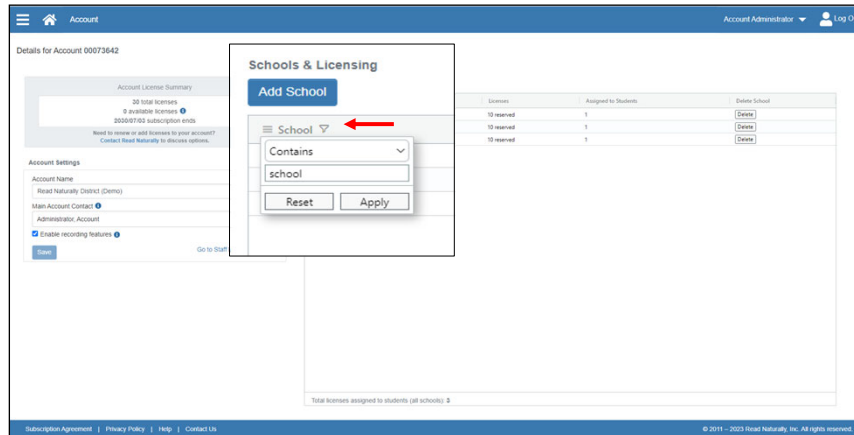 Account
Account Administrator
Log O
Details for Account 00073642
Account License Summary
30 total licenses
0 available licenses
2030/07/03 subscription ends
Need to renew or add licenses to your account?
Contact Read Naturally to discuss options.
Account Settings
Account Name
Read Naturally District (Demo)
Main Account Contact
Administrator, Account
Enable recording features
Save
Go to Staff
Schools & Licensing
Add School
School
Contains
school
Reset Apply
Licenses Assigned to Students Delete School
10 reserved 1 Delete
10 reserved 1 Delete
10 reserved 1 Delete
Total licenses assigned to students (all schools): 3
Subscription Agreement | Privacy Policy | Help | Contact Us
© 2011 – 2023 Read Naturally, Inc. All rights reserved.